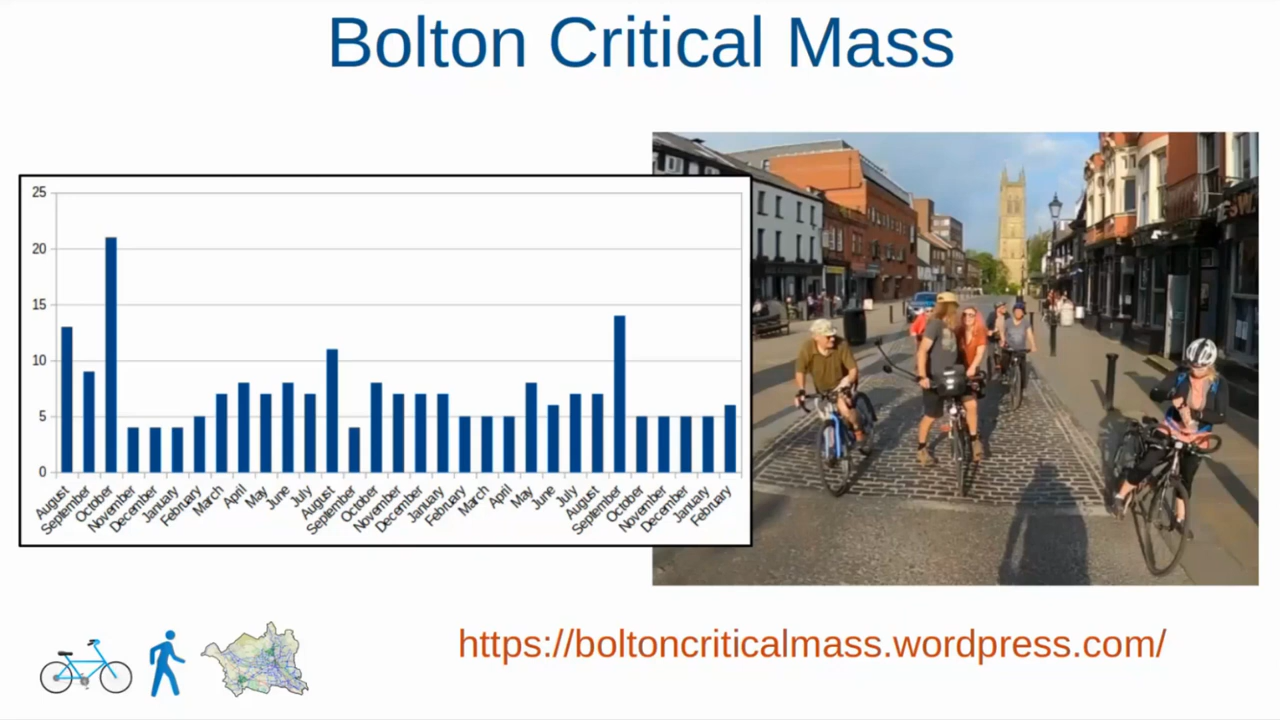 Bolton Critical Mass
25
20
15
10
5
0
August
September
October
November
December
January
February
March
April
May
June
July
August
September
October
November
December
January
February
March
April
May
June
July
August
September
October
November
December
January
February
https://boltoncriticalmass.wordpress.com/